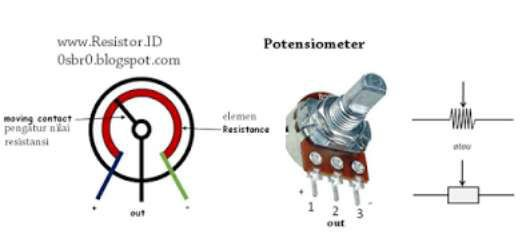 www.Resistor.ID
0sbr0.blogspot.com
Potensiometer
moving contact
pengatur nilai
resistansi
elemen
Resistance
+
out
-
+
1
2
3
-
out
atau